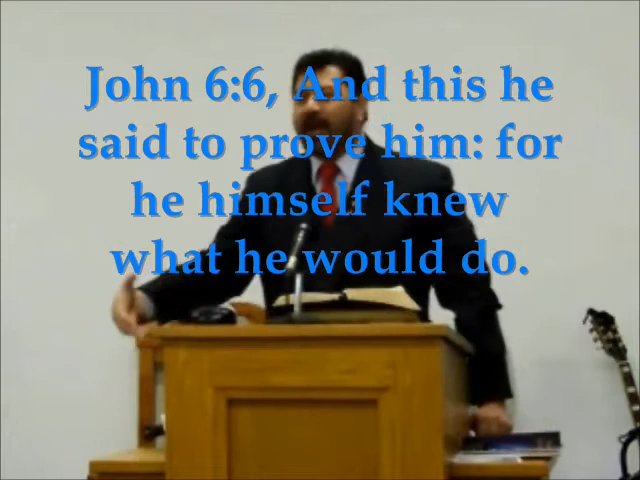 John 6:6, And this he
said to prove him: for
he himself knew
what he would do.